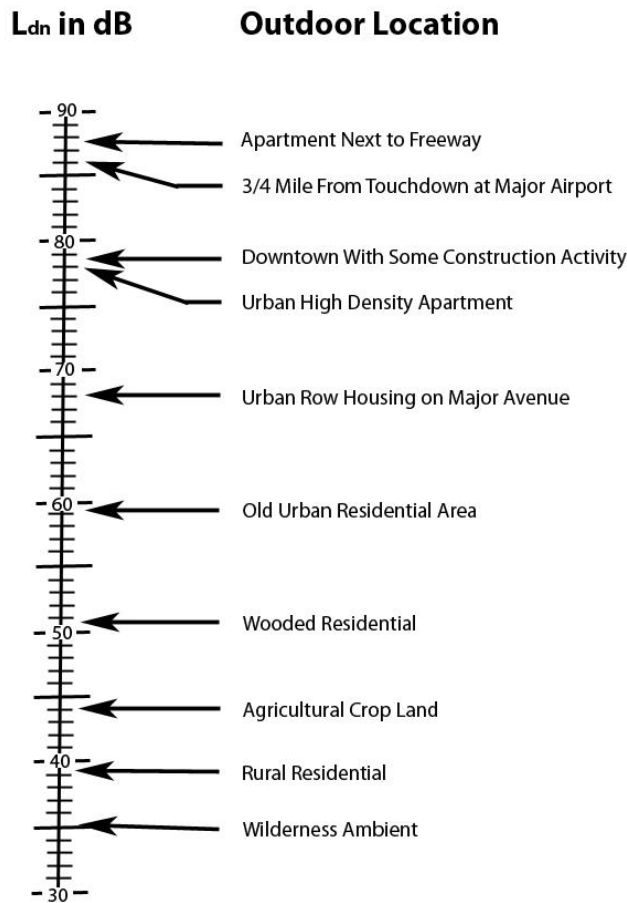 Ldn in dB Outdoor Location
90
Apartment Next to Freeway
3/4 Mile From Touchdown at Major Airport
80
Downtown With Some Construction Activity
Urban High Density Apartment
70
Urban Row Housing on Major Avenue
60
Old Urban Residential Area
Wooded Residential
50
Agricultural Crop Land
40
Rural Residential
Wilderness Ambient
30